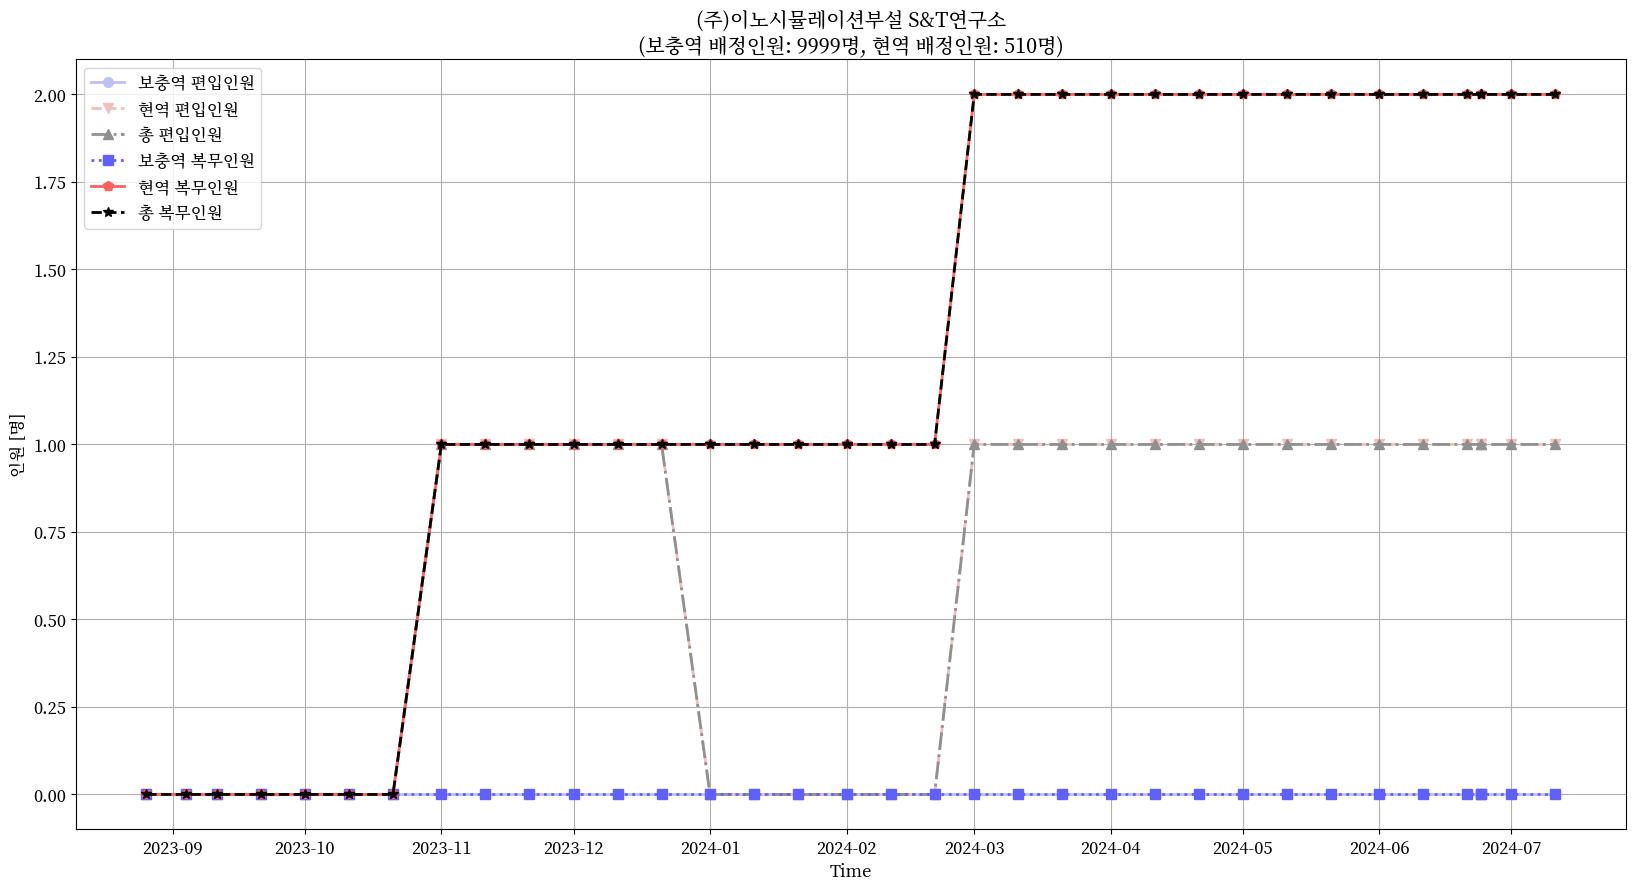 (주)이노시뮬레이션부설 S&T연구소
(보충역 배정인원: 9999명, 현역 배정인원: 510명)
보충역 편입인원
현역 편입인원
총 편입인원
보충역 복무인원
현역 복무인원
총 복무인원
인원 [명]
2.00
1.75
1.50
1.25
1.00
0.75
0.50
0.25
0.00
2023-09 2023-10 2023-11 2023-12 2024-01 2024-02 2024-03 2024-04 2024-05 2024-06 2024-07
Time